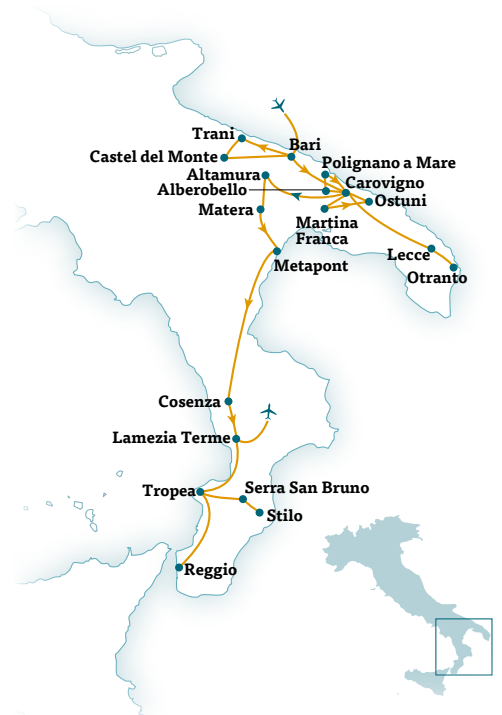 Trani
Bari
Castel del Monte
Polignano a Mare
Altamura
Carovigno
Alberobello
Ostuni
Matera
Martina
Franca
Lecce
Metapont
Otranto
Cosenza
Lamezia Terme
Tropea
Serra San Bruno
Stilo
Reggio